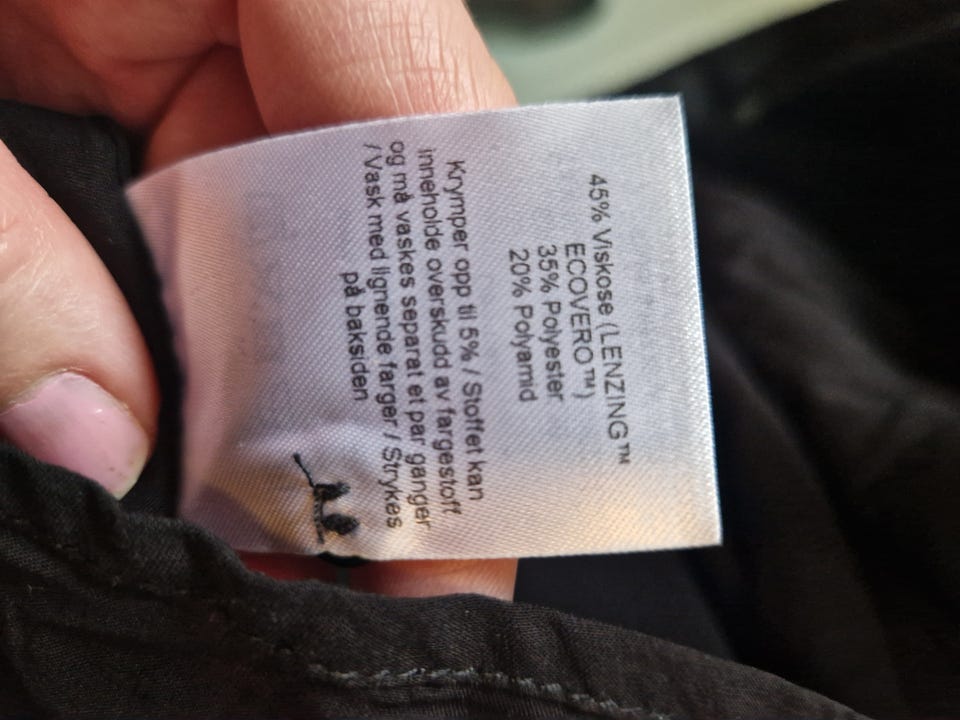 45% Viskose (LENZING™
ECOVERO™)
35% Polyester
20% Polyamid
Krymper opp til 5% / Stoffet kan
inneholde overskudd av fargestoff
og må vaskes separat et par ganger
/ Vask med lignende farger / Strykes
på baksiden